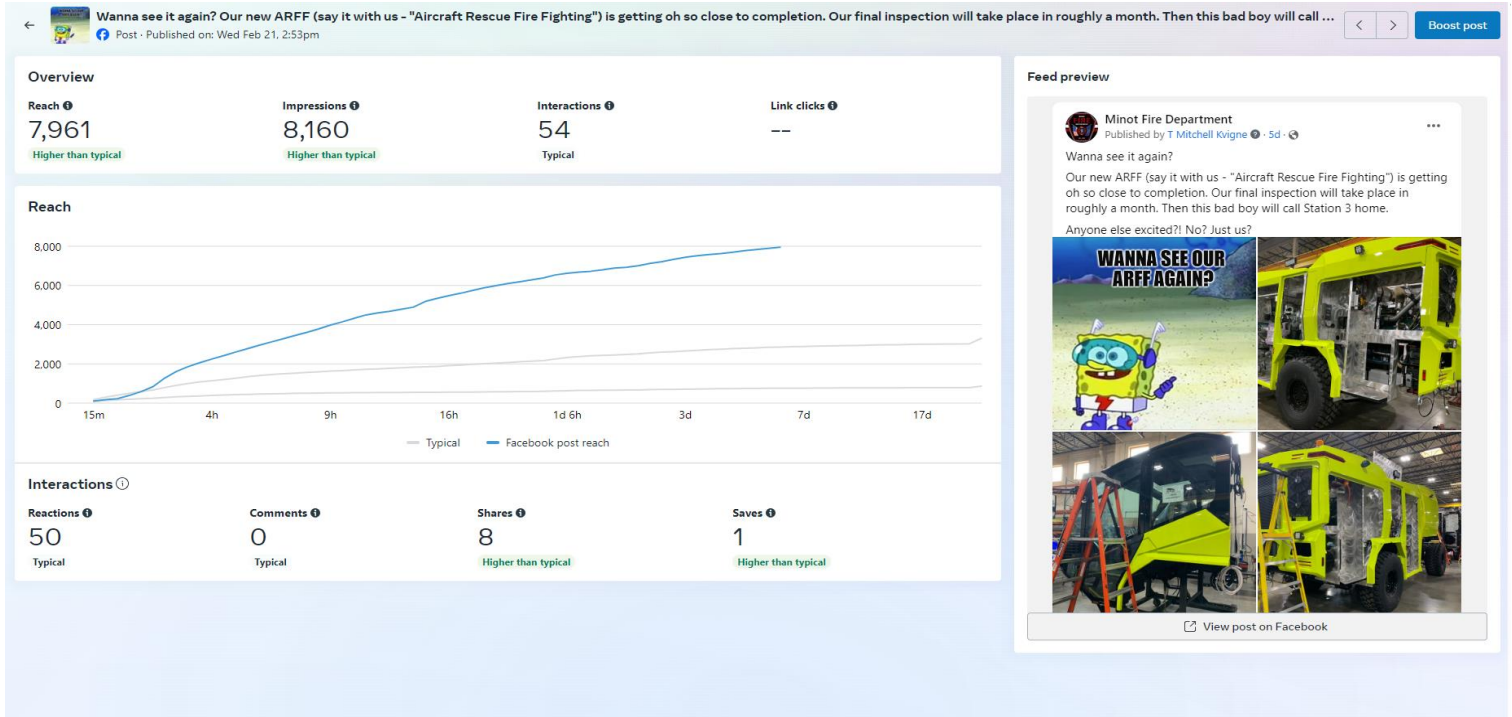 Wanna see it again? Our new ARFF (say it with us - "Aircraft Rescue Fire Fighting") is getting oh so close to completion. Our final inspection will take place in roughly a month. Then this bad boy will call ...
Post · Published on: Wed Feb 21, 2:53pm
Boost post
Overview
Reach
Impressions
Interactions
Link clicks
7,961
8,160
54
--
Higher than typical
Higher than typical
Typical
Reach
8,000
6,000
4,000
2,000
0
15m
4h
9h
16h
1d 6h
3d
7d
17d
Typical
Facebook post reach
Interactions
Reactions
Comments
Shares
Saves
50
0
8
1
Typical
Typical
Higher than typical
Higher than typical
Feed preview
Minot Fire Department
Published by T Mitchell Kvigne · 5d ·
Wanna see it again?
Our new ARFF (say it with us - "Aircraft Rescue Fire Fighting") is getting
oh so close to completion. Our final inspection will take place in
roughly a month. Then this bad boy will call Station 3 home.
Anyone else excited?! No? Just us?
WANNA SEE OUR
ARFF AGAIN?
View post on Facebook